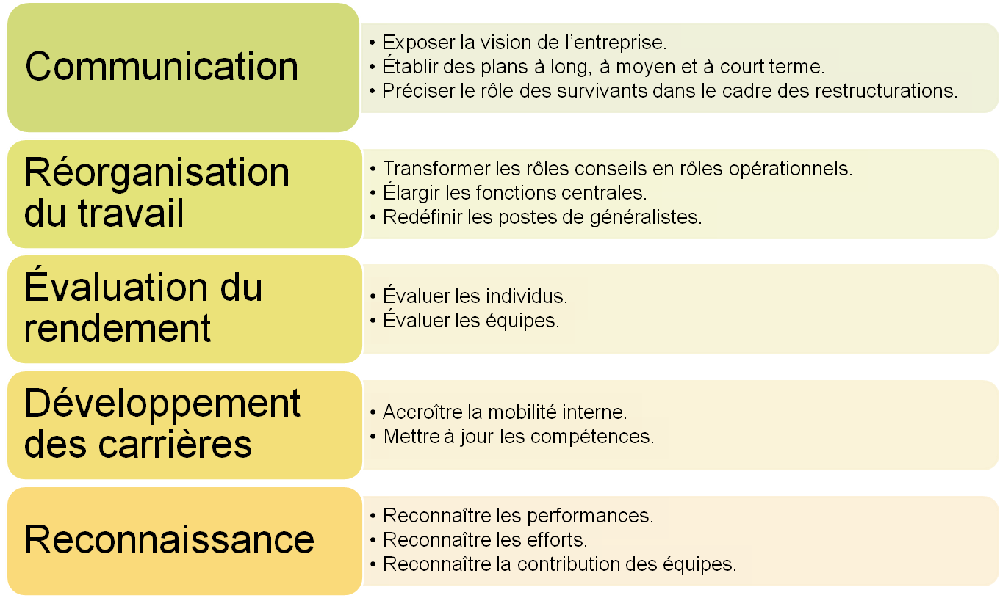 Communication
• Exposer la vision de l’entreprise.
• Établir des plans à long, à moyen et à court terme.
• Préciser le rôle des survivants dans le cadre des restructurations.
Réorganisation
du travail
• Transformer les rôles conseils en rôles opérationnels.
• Élargir les fonctions centrales.
• Redéfinir les postes de généralistes.
Évaluation du
rendement
• Évaluer les individus.
• Évaluer les équipes.
Développement
des carrières
• Accroître la mobilité interne.
• Mettre à jour les compétences.
Reconnaissance
• Reconnaître les performances.
• Reconnaître les efforts.
• Reconnaître la contribution des équipes.